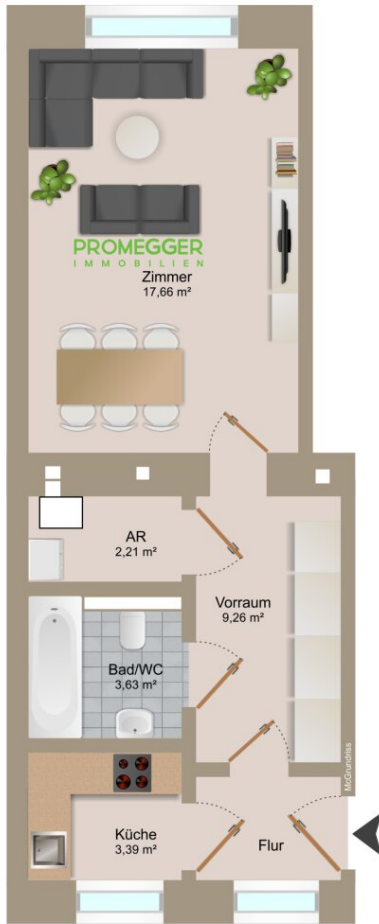 PROMEGGER
IMMOBILIEN
Zimmer
17,66 m²
AR
2,21 m²
Vorraum
9,26 m²
Bad/WC
3,63 m²
McGrundriss
Küche
3,39 m²
Flur